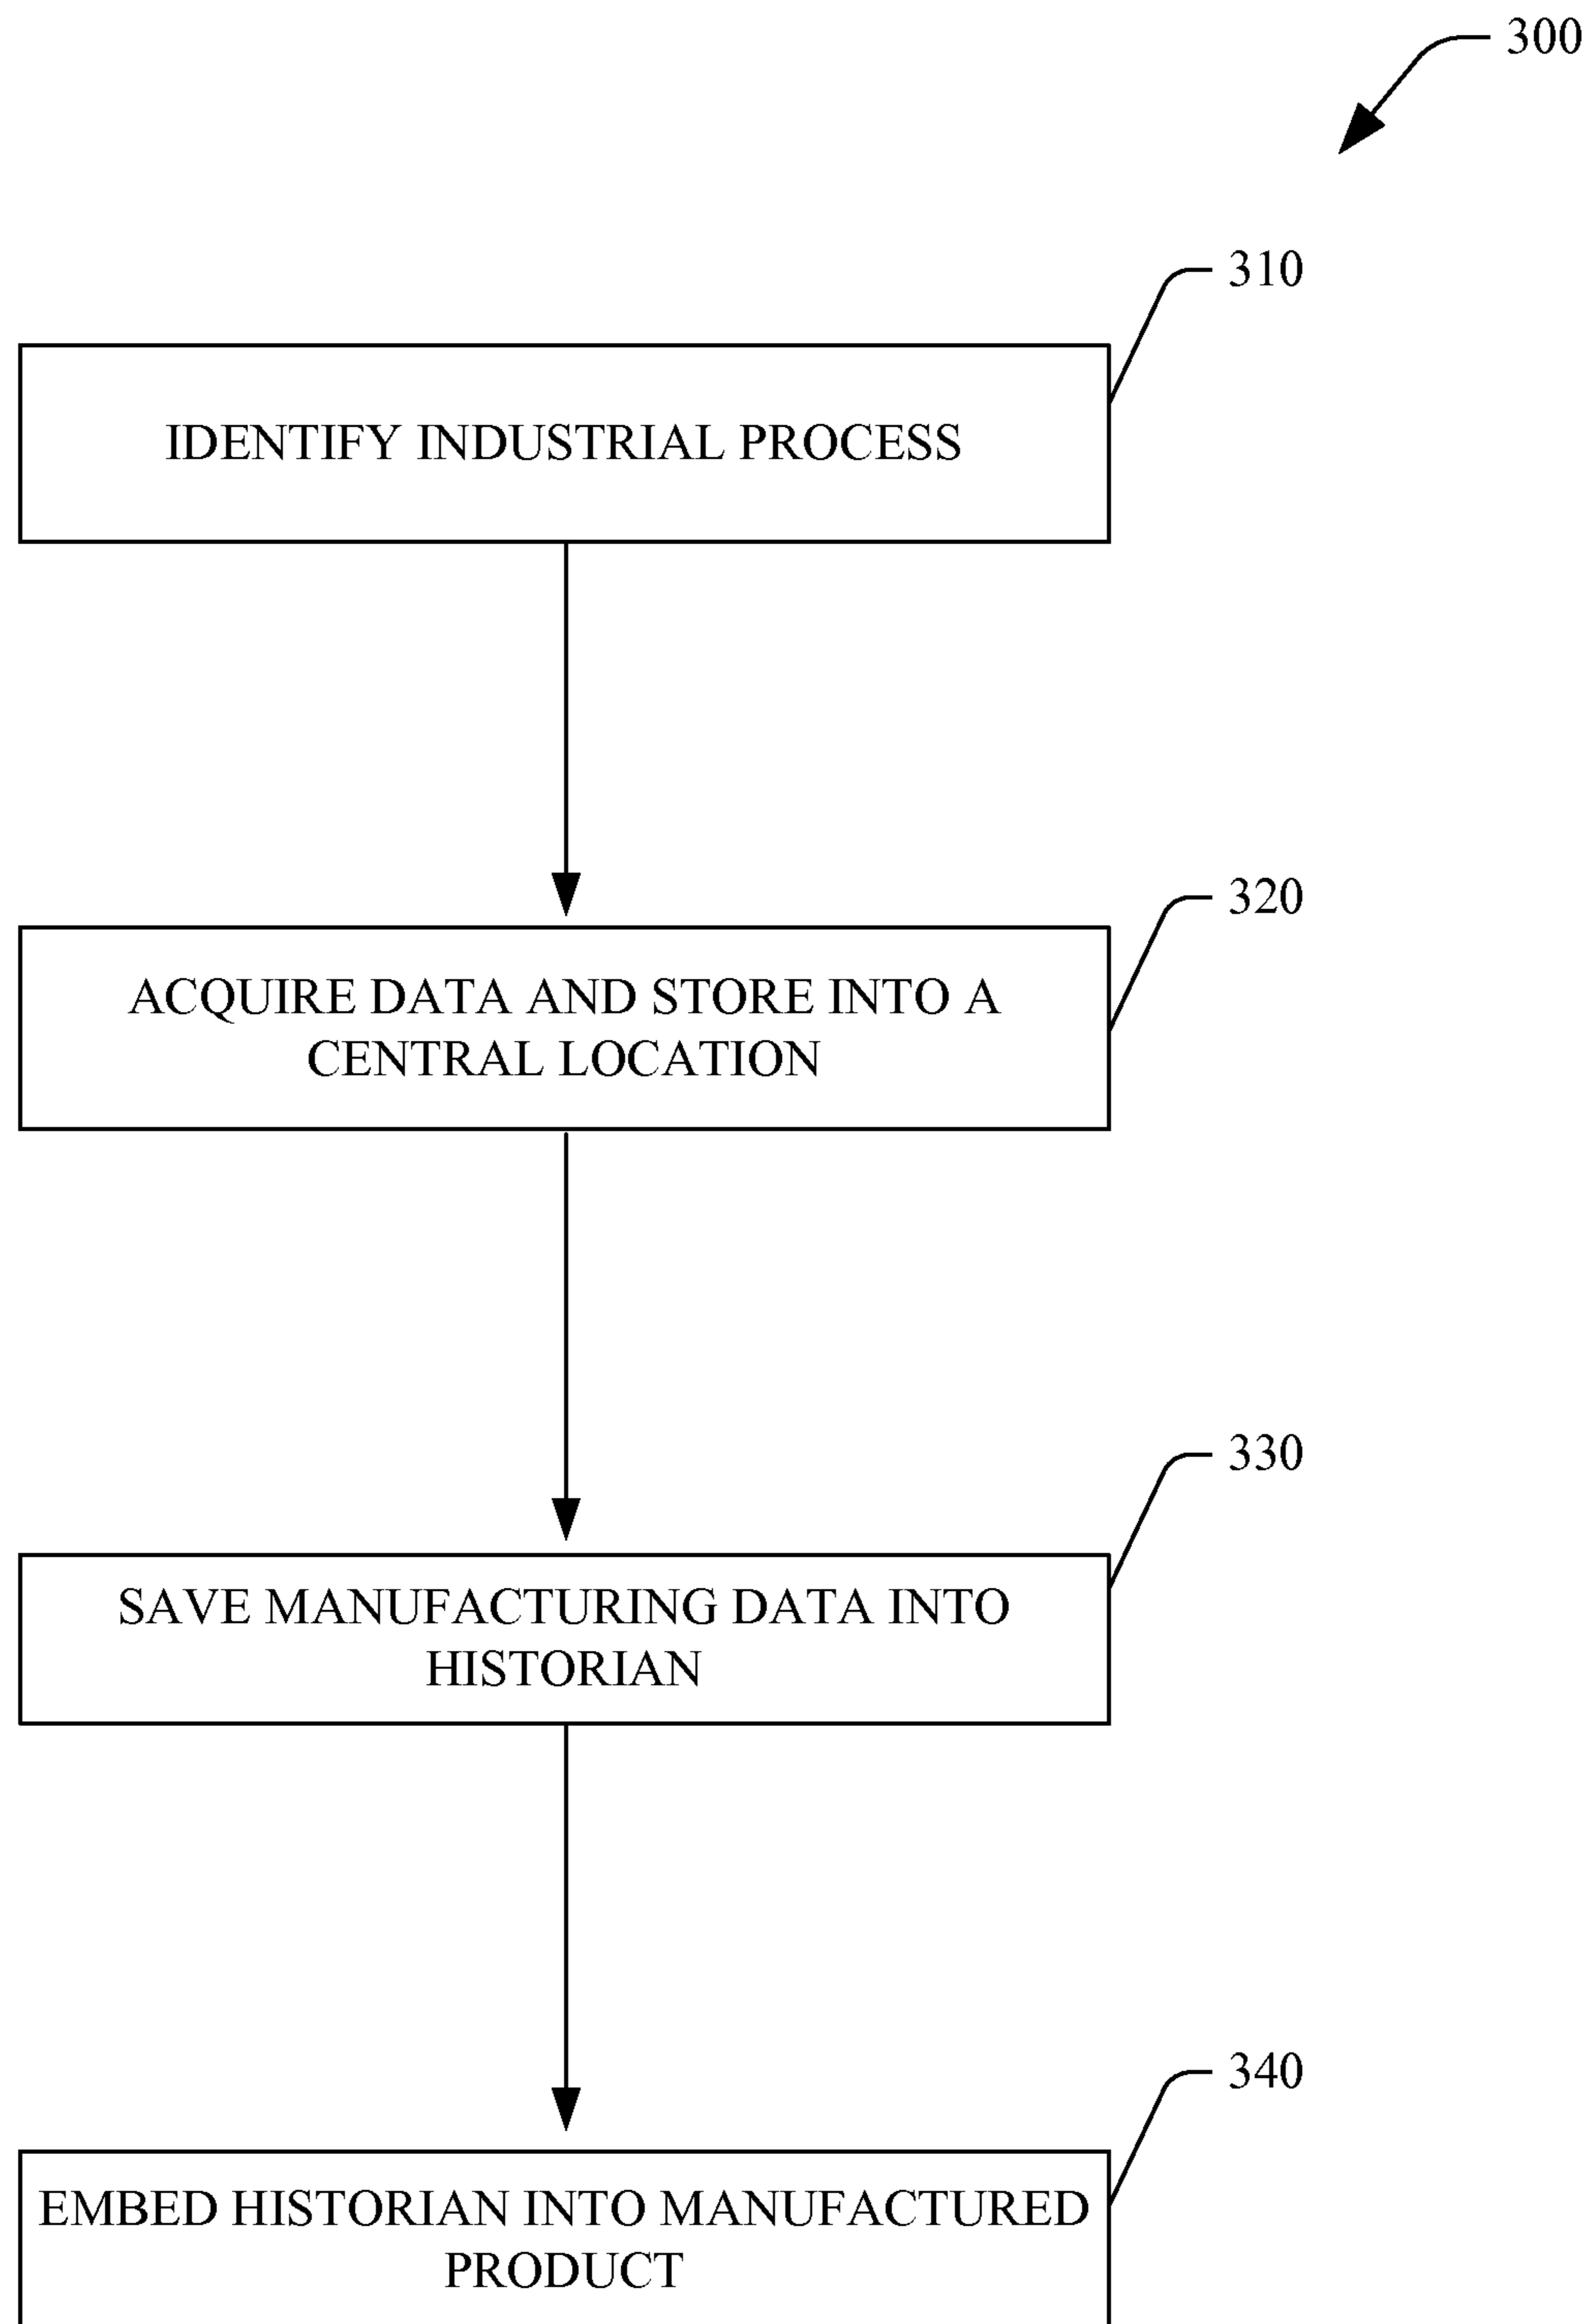 300
310
IDENTIFY INDUSTRIAL PROCESS
320
ACQUIRE DATA AND STORE INTO A
CENTRAL LOCATION
330
SAVE MANUFACTURING DATA INTO
HISTORIAN
340
EMBED HISTORIAN INTO MANUFACTURED
PRODUCT